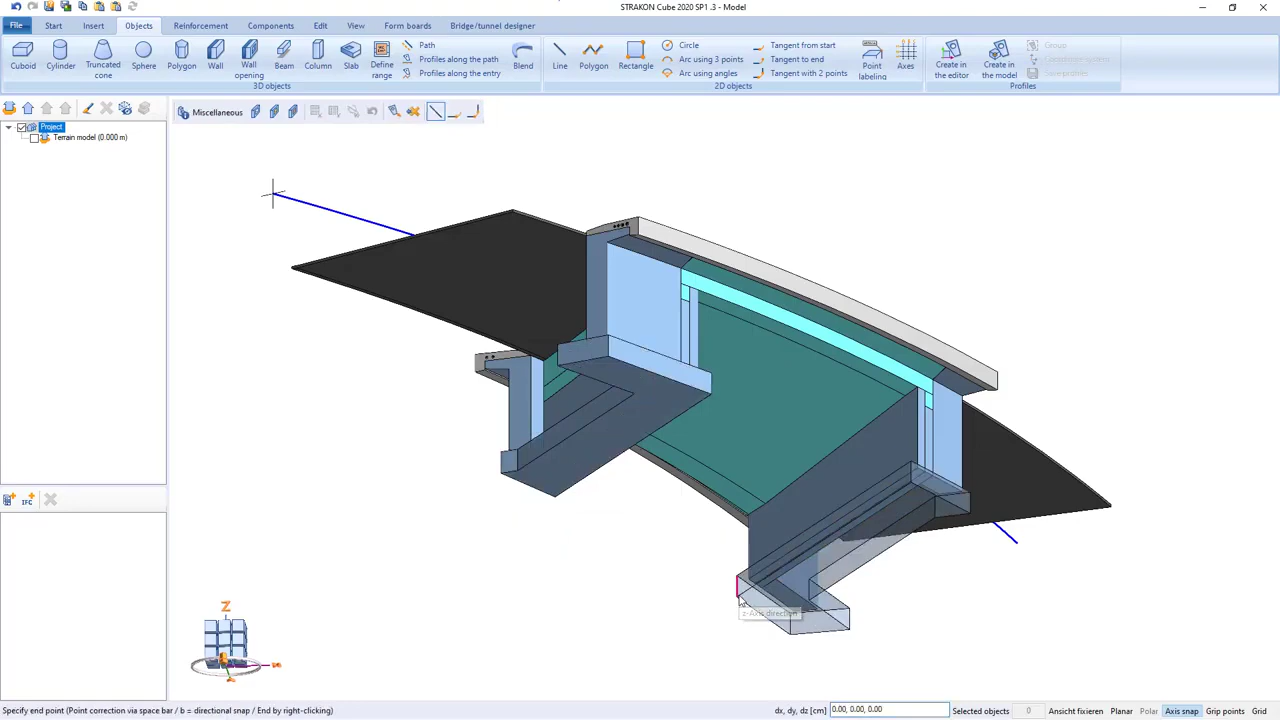 STRAKON Cube 2020 SP1 .3 - Model
File Start Insert Objects Reinforcement Components Edit View Form boards Bridge/tunnel designer
Cuboid Cylinder Truncated cone Sphere Polygon Wall Wall opening Beam Column Slab Define range
Path
Profiles along the path
Profiles along the entry
Blend
Line Polygon Rectangle
Circle
Arc using 3 points
Arc using angles
Tangent from start
Tangent to end
Tangent with 2 points
Point labeling Axes
Create in the editor
Create in the model
Group
Save profiles
3D objects 2D objects Profiles
Miscellaneous
Project
Terrain model (0.000 m)
IFC
z-Axis direction
Z
Specify end point (Point correction via space bar / b = directional snap / End by right-clicking) dx, dy, dz [cm] 0.00, 0.00, 0.00 Selected objects 0 Ansicht fixieren Planar Polar Axis snap Grip points Grid